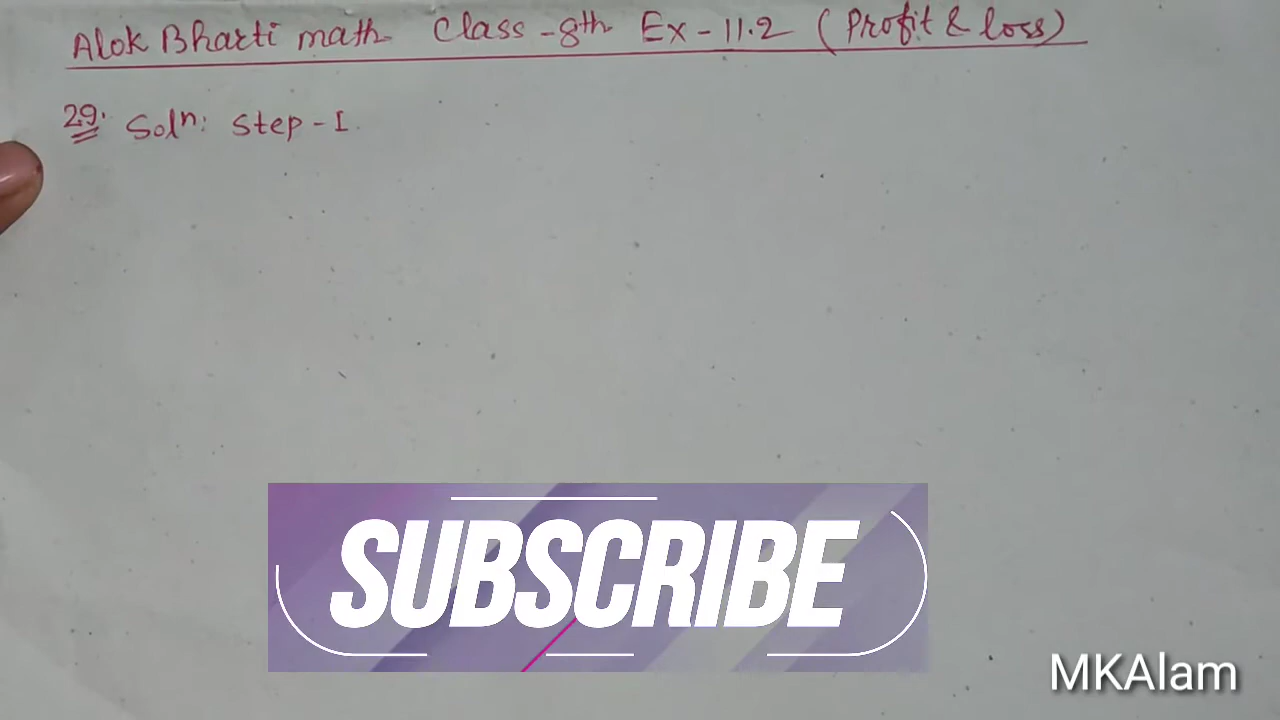 Alok Bharti math Class - 8th Ex - 11.2 ( Profit & loss)
29. Solⁿ: Step - I.
SUBSCRIBE
MKAlam